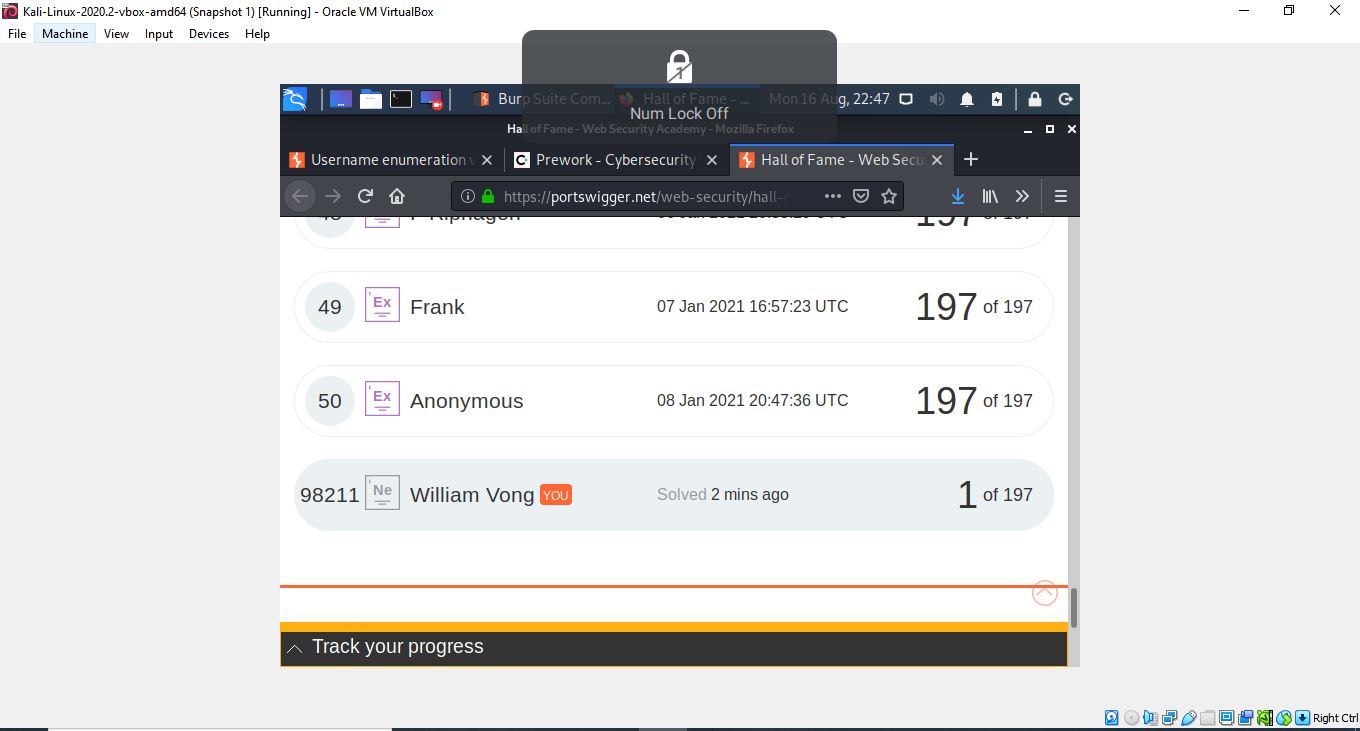 Kali-Linux-2020.2-vbox-amd64 (Snapshot 1) [Running] - Oracle VM VirtualBox
File Machine View Input Devices Help
1
Num Lock Off
Burp Suite Com... Hall of Fame - ... Mon 16 Aug, 22:47
Hall of Fame - Web Security Academy - Mozilla Firefox
Username enumeration Prework - Cybersecurity Hall of Fame - Web Secu
https://portswigger.net/web-security/hall-
197 of 197
49 Ex Frank 07 Jan 2021 16:57:23 UTC 197 of 197
50 Ex Anonymous 08 Jan 2021 20:47:36 UTC 197 of 197
98211 Ne William Vong YOU Solved 2 mins ago 1 of 197
Track your progress
Right Ctrl